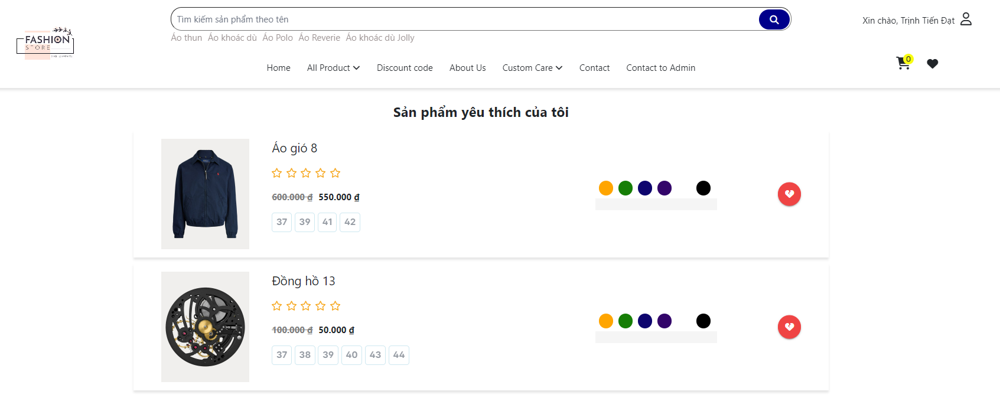 Tìm kiếm sản phẩm theo tên
Xin chào, Trịnh Tiến Đạt
FASHION
STORE
Áo thun Áo khoác dù Áo Polo Áo Reverie Áo khoác dù Jolly
0
Home All Product Discount code About Us Custom Care Contact Contact to Admin
Sản phẩm yêu thích của tôi
Áo gió 8
600.000 ₫ 550.000 ₫
37 39 41 42
Đồng hồ 13
100.000 ₫ 50.000 ₫
37 38 39 40 43 44